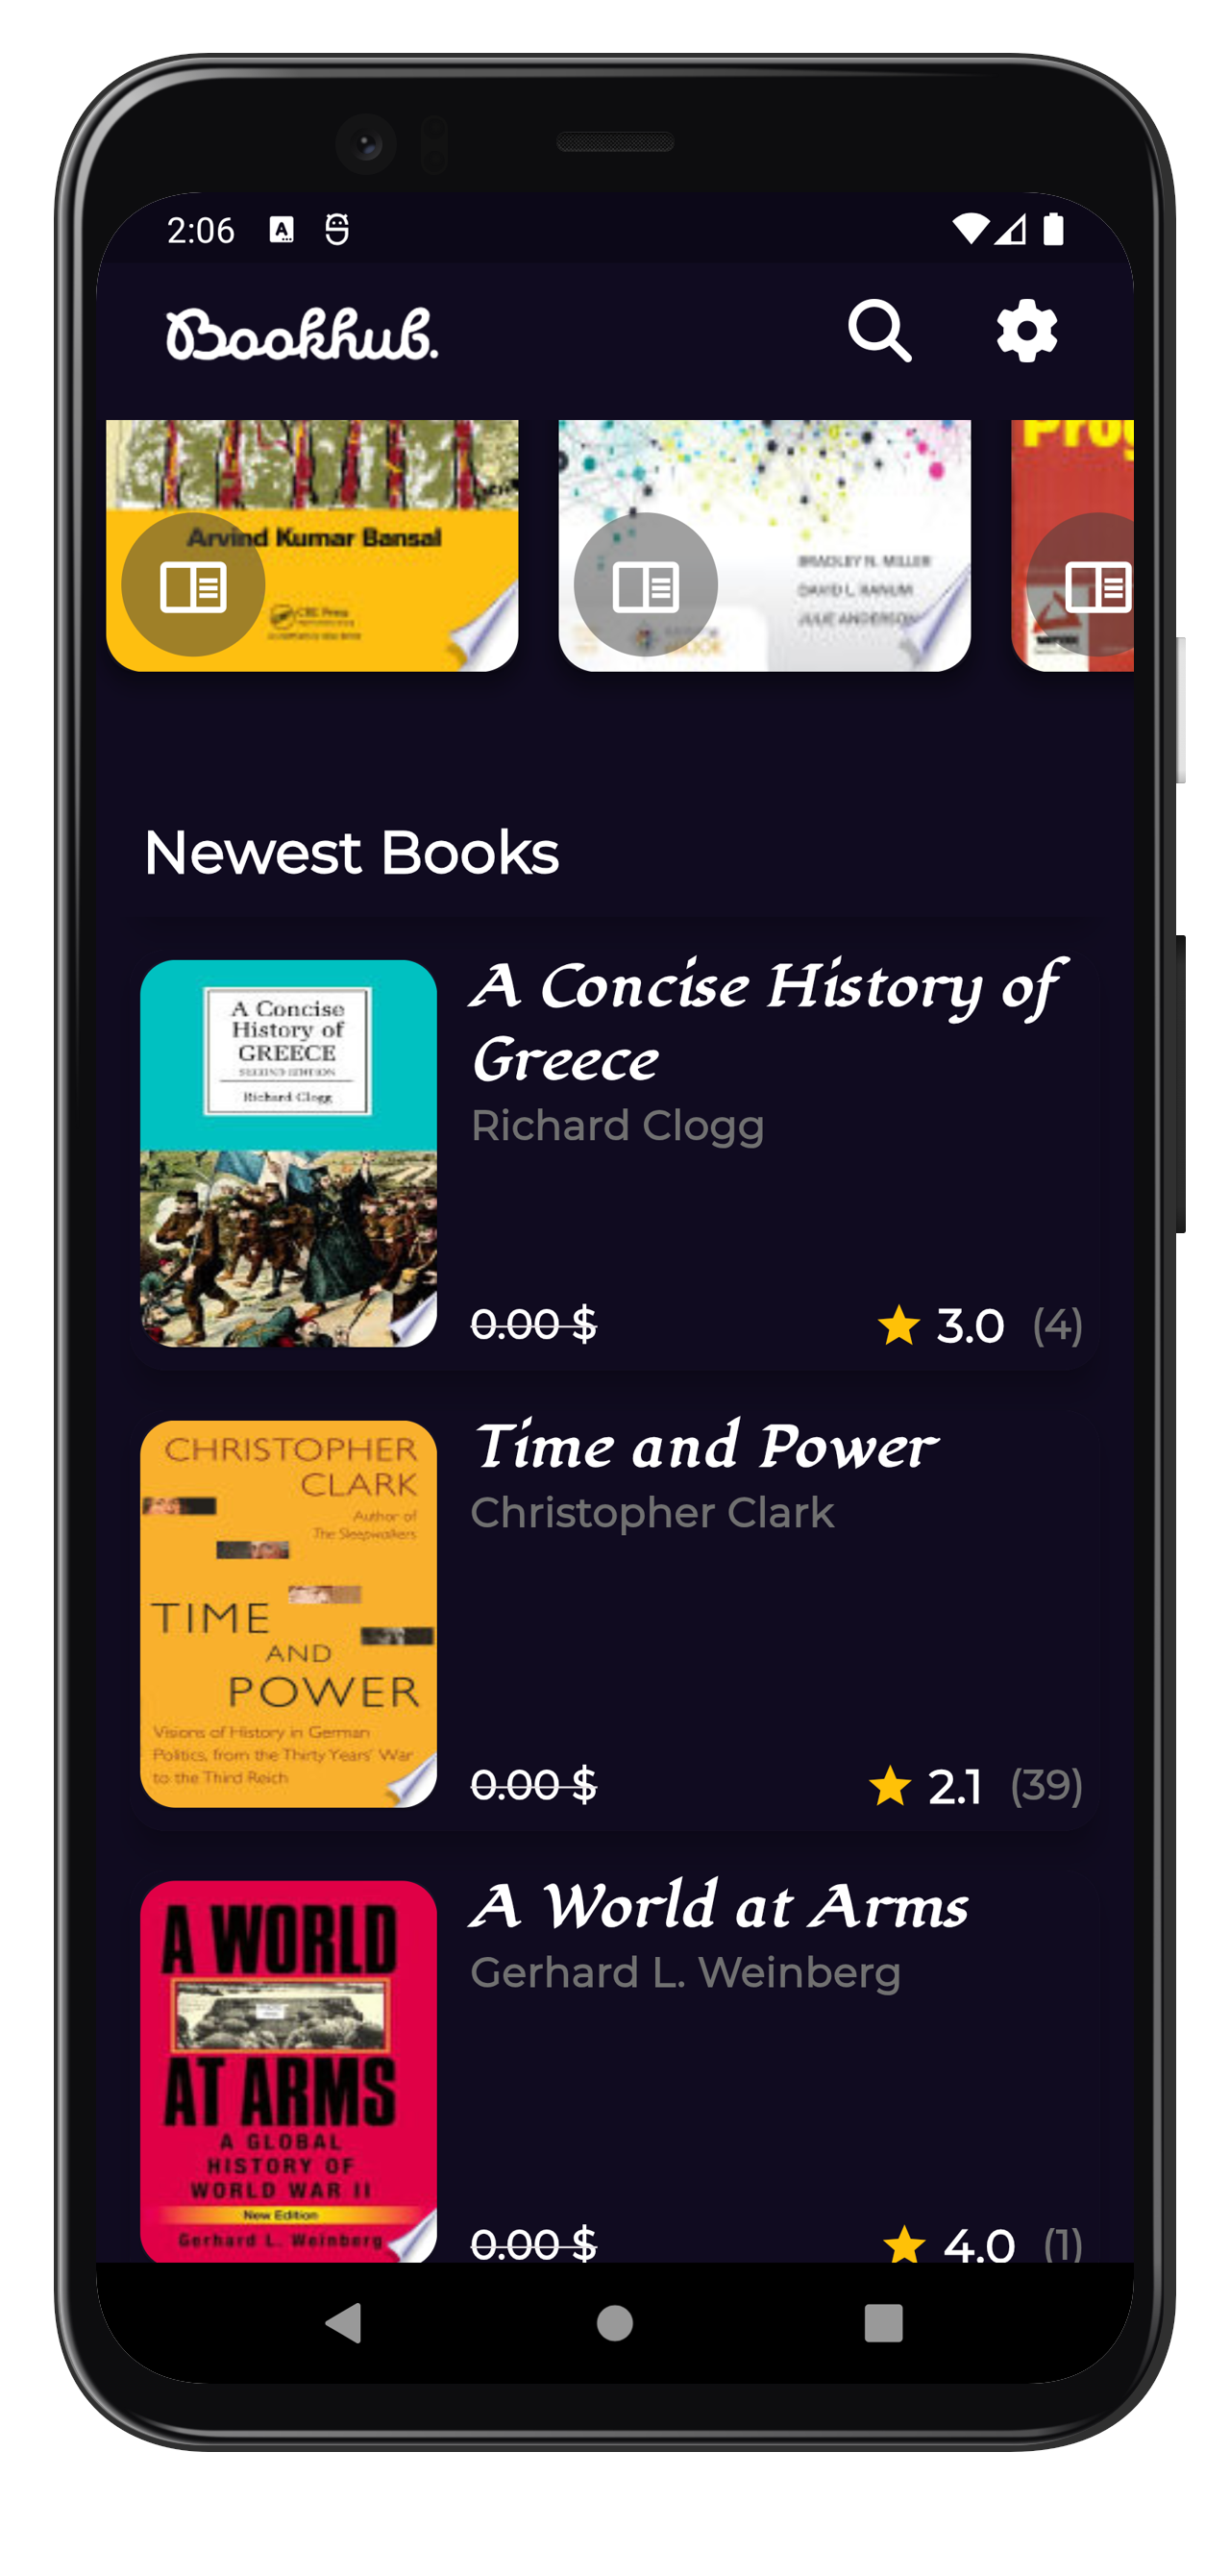 2:06
A
Bookhub.
Prog
Arvind Kumar Bansal
CRC Press
BRADLEY N. MILLER
DAVID L. RANUM
JULIE ANDERSON
Newest Books
A Concise
History of
GREECE
SECOND EDITION
Richard Clogg
A Concise History of
Greece
Richard Clogg
0.00 $
3.0 (4)
CHRISTOPHER
CLARK
Author of
The Sleepwalkers
TIME
AND
POWER
Visions of History in German
Politics, from the Thirty Years' War
to the Third Reich
Time and Power
Christopher Clark
0.00 $
2.1 (39)
A WORLD
AT ARMS
A GLOBAL
HISTORY OF
WORLD WAR II
New Edition
Gerhard L. Weinberg
A World at Arms
Gerhard L. Weinberg
0.00 $
4.0 (1)